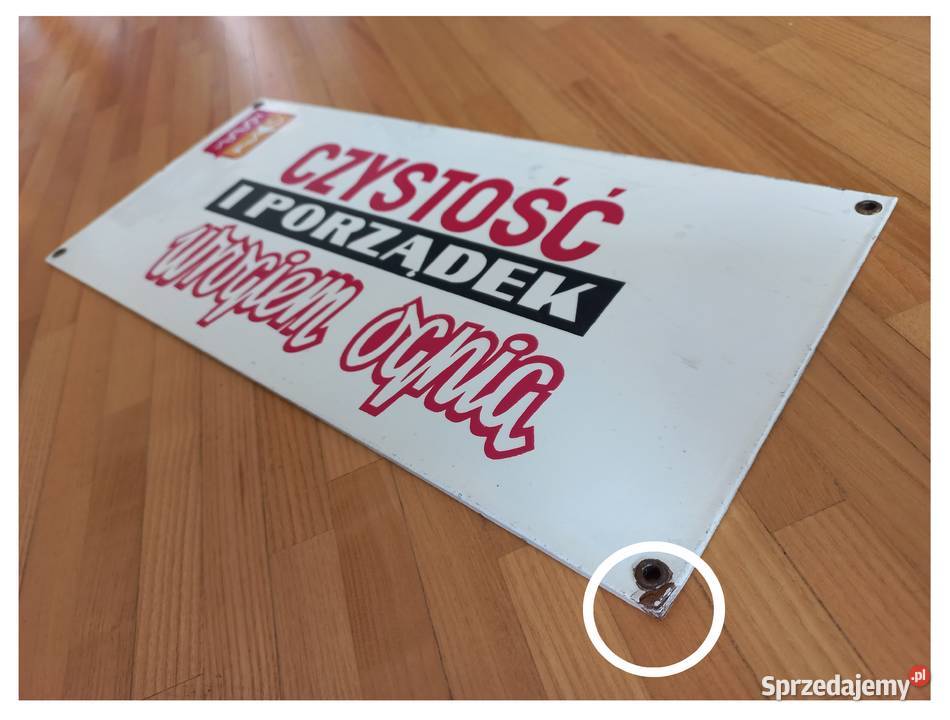 CZYSTOŚĆ
I PORZĄDEK
wrogiem ognia
Sprzedajemy.pl